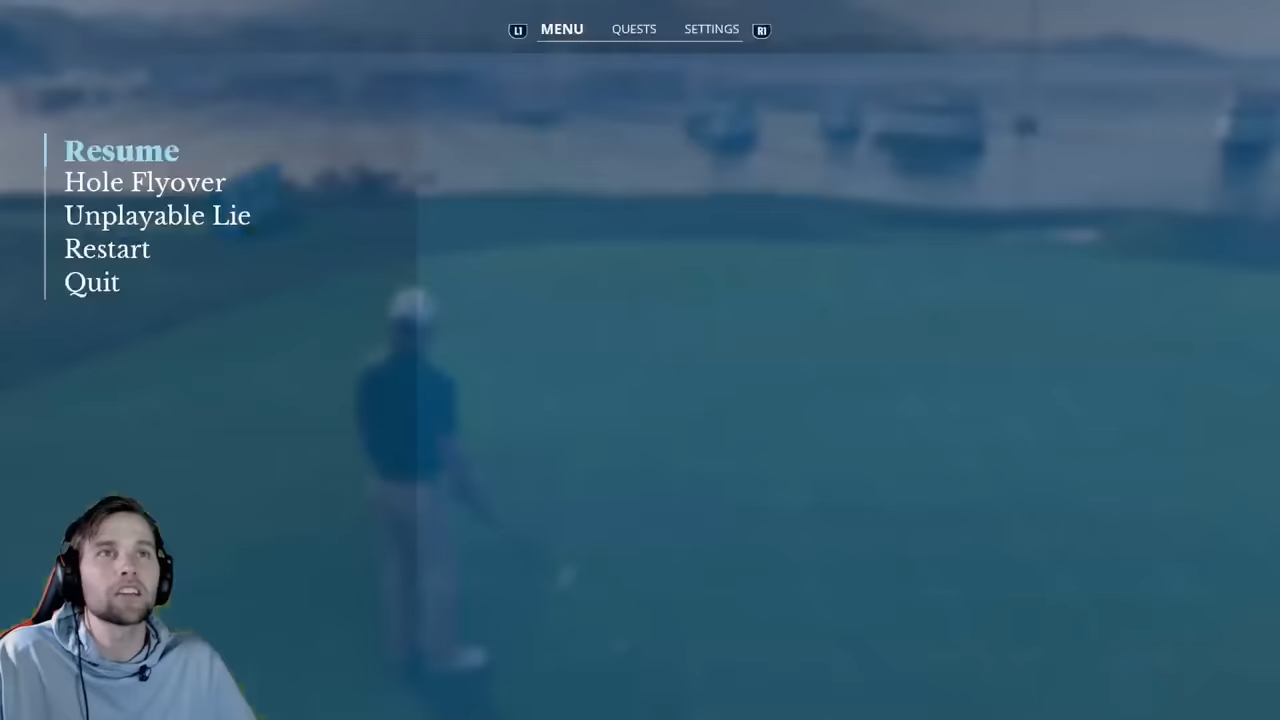 L1 MENU QUESTS SETTINGS R1
Resume
Hole Flyover
Unplayable Lie
Restart
Quit